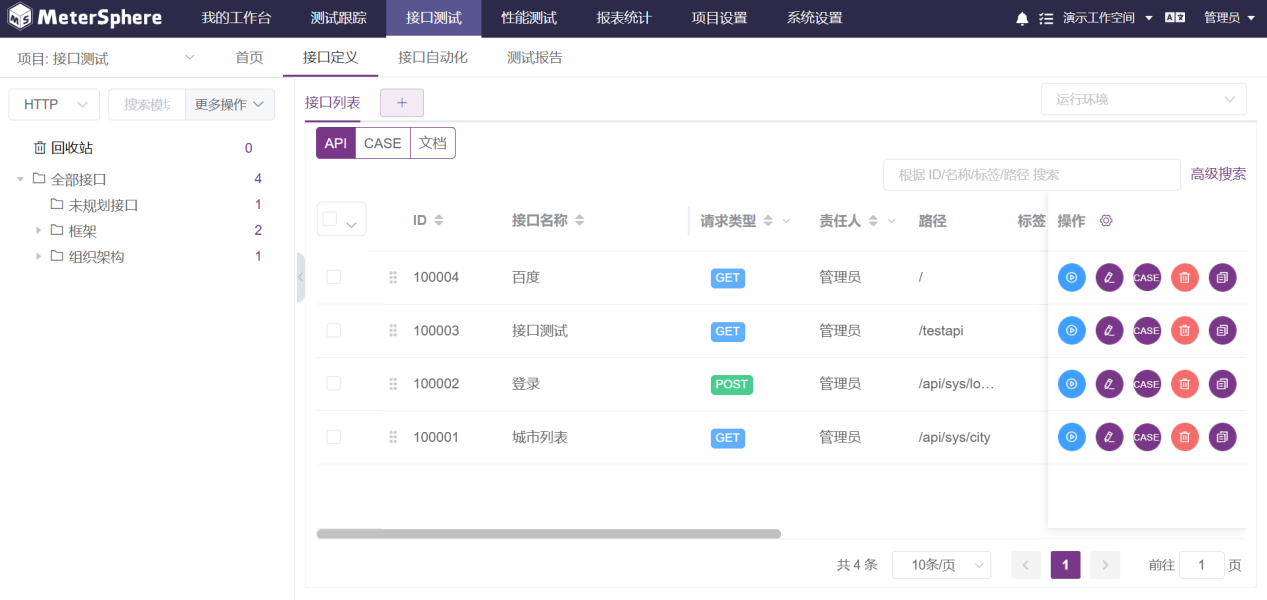 MeterSphere 我的工作台 测试跟踪 接口测试 性能测试 报表统计 项目设置 系统设置 演示工作空间 管理员
项目: 接口测试 首页 接口定义 接口自动化 测试报告
HTTP 搜索模块 更多操作
回收站 0
全部接口 4
未规划接口 1
框架 2
组织架构 1
接口列表 + 运行环境
API CASE 文档
根据 ID/名称/标签/路径 搜索 高级搜索
ID 接口名称 请求类型 责任人 路径 标签 操作
100004 百度 GET 管理员 / CASE
100003 接口测试 GET 管理员 /testapi CASE
100002 登录 POST 管理员 /api/sys/lo... CASE
100001 城市列表 GET 管理员 /api/sys/city CASE
共 4 条 10条/页 1 前往 1 页